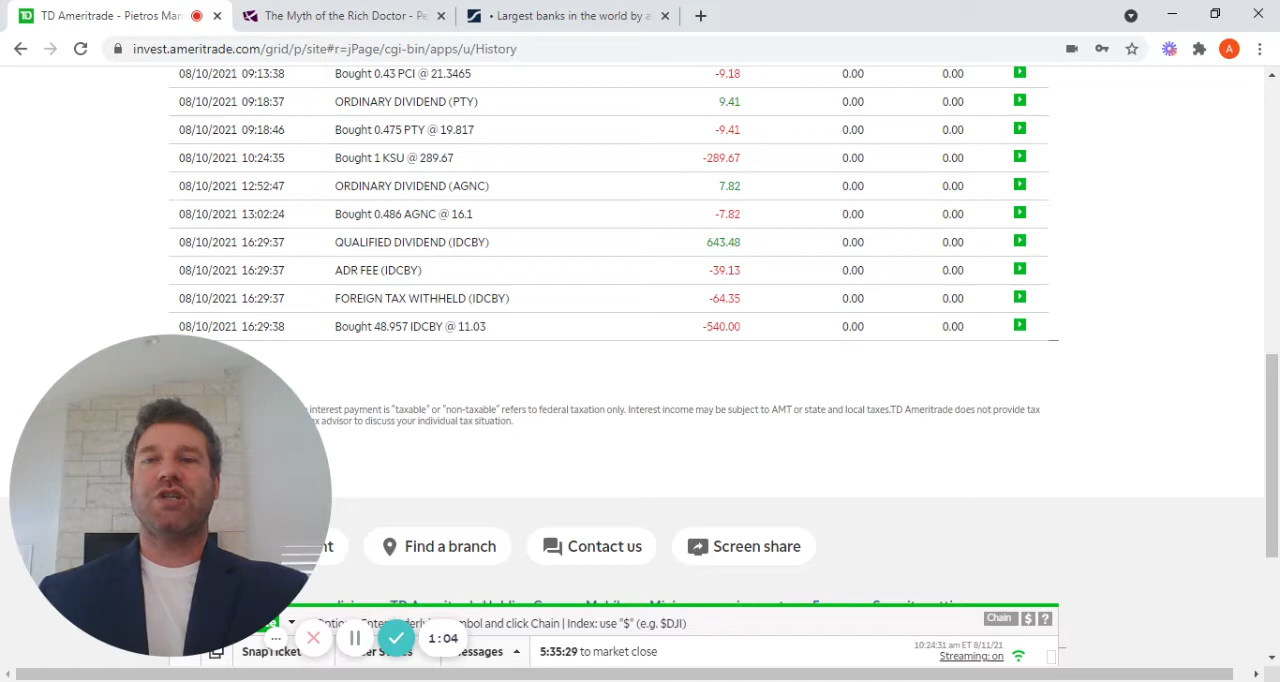 TD Ameritrade - Pietros Man
The Myth of the Rich Doctor - Pe
• Largest banks in the world by a
invest.ameritrade.com/grid/p/site#r=jPage/cgi-bin/apps/u/History
A
08/10/2021 09:13:38 Bought 0.43 PCI @ 21.3465 -9.18 0.00 0.00
08/10/2021 09:18:37 ORDINARY DIVIDEND (PTY) 9.41 0.00 0.00
08/10/2021 09:18:46 Bought 0.475 PTY @ 19.817 -9.41 0.00 0.00
08/10/2021 10:24:35 Bought 1 KSU @ 289.67 -289.67 0.00 0.00
08/10/2021 12:52:47 ORDINARY DIVIDEND (AGNC) 7.82 0.00 0.00
08/10/2021 13:02:24 Bought 0.486 AGNC @ 16.1 -7.82 0.00 0.00
08/10/2021 16:29:37 QUALIFIED DIVIDEND (IDCBY) 643.48 0.00 0.00
08/10/2021 16:29:37 ADR FEE (IDCBY) -39.13 0.00 0.00
08/10/2021 16:29:37 FOREIGN TAX WITHHELD (IDCBY) -64.35 0.00 0.00
08/10/2021 16:29:38 Bought 48.957 IDCBY @ 11.03 -540.00 0.00 0.00
interest payment is "taxable" or "non-taxable" refers to federal taxation only. Interest income may be subject to AMT or state and local taxes.TD Ameritrade does not provide tax
advisor to discuss your individual tax situation.
Find a branch
Contact us
Screen share
symbol and click Chain | Index: use "$" (e.g. $DJI)
Chain $ ?
1:04
5:35:29 to market close
10:24:31 am ET 8/11/21
Streaming: on